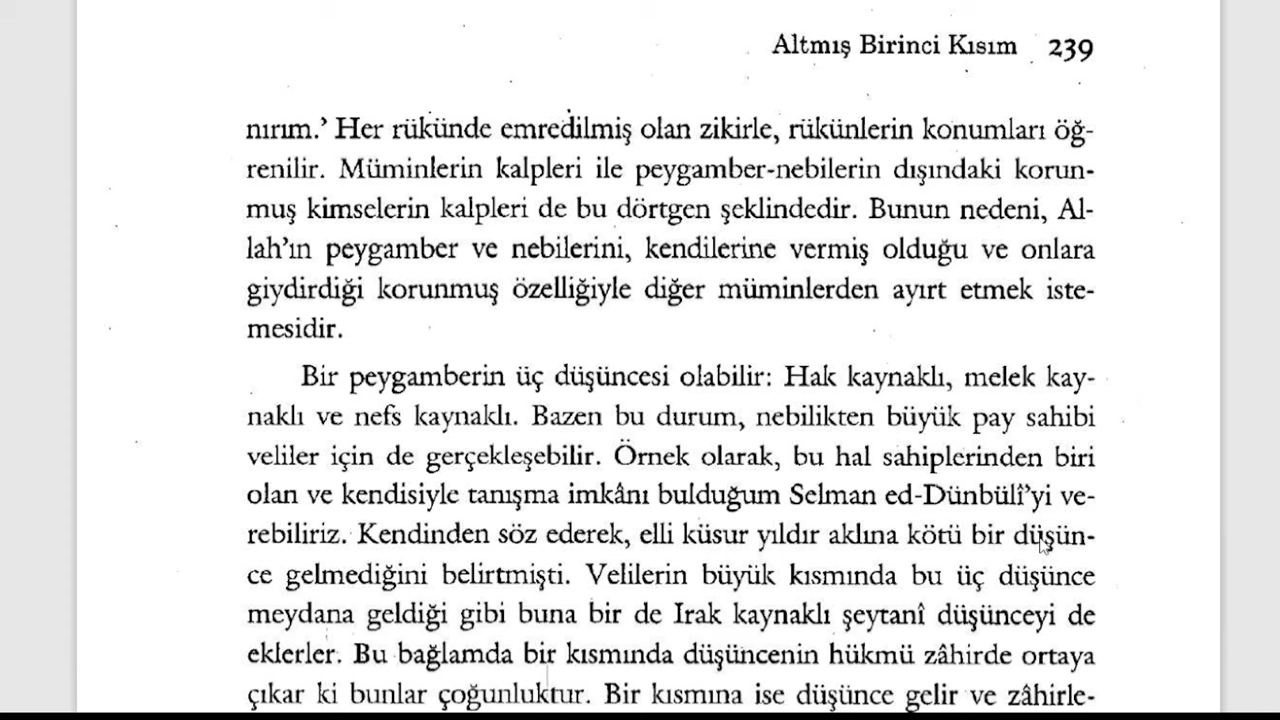 Altmış Birinci Kısım 239
nırım.’ Her rükünde emredilmiş olan zikirle, rükünlerin konumları öğ-
renilir. Müminlerin kalpleri ile peygamber-nebilerin dışındaki korun-
muş kimselerin kalpleri de bu dörtgen şeklindedir. Bunun nedeni, Al-
lah’ın peygamber ve nebilerini, kendilerine vermiş olduğu ve onlara
giydirdiği korunmuş özelliğiyle diğer müminlerden ayırt etmek iste-
mesidir.
Bir peygamberin üç düşüncesi olabilir: Hak kaynaklı, melek kay-
naklı ve nefs kaynaklı. Bazen bu durum, nebilikten büyük pay sahibi
veliler için de gerçekleşebilir. Örnek olarak, bu hal sahiplerinden biri
olan ve kendisiyle tanışma imkânı bulduğum Selman ed-Dünbülî’yi ve-
rebiliriz. Kendinden söz ederek, elli küsur yıldır aklına kötü bir düşün-
ce gelmediğini belirtmişti. Velilerin büyük kısmında bu üç düşünce
meydana geldiği gibi buna bir de Irak kaynaklı şeytanî düşünceyi de
eklerler. Bu bağlamda bir kısmında düşüncenin hükmü zâhirde ortaya
çıkar ki bunlar çoğunluktur. Bir kısmına ise düşünce gelir ve zâhirle-